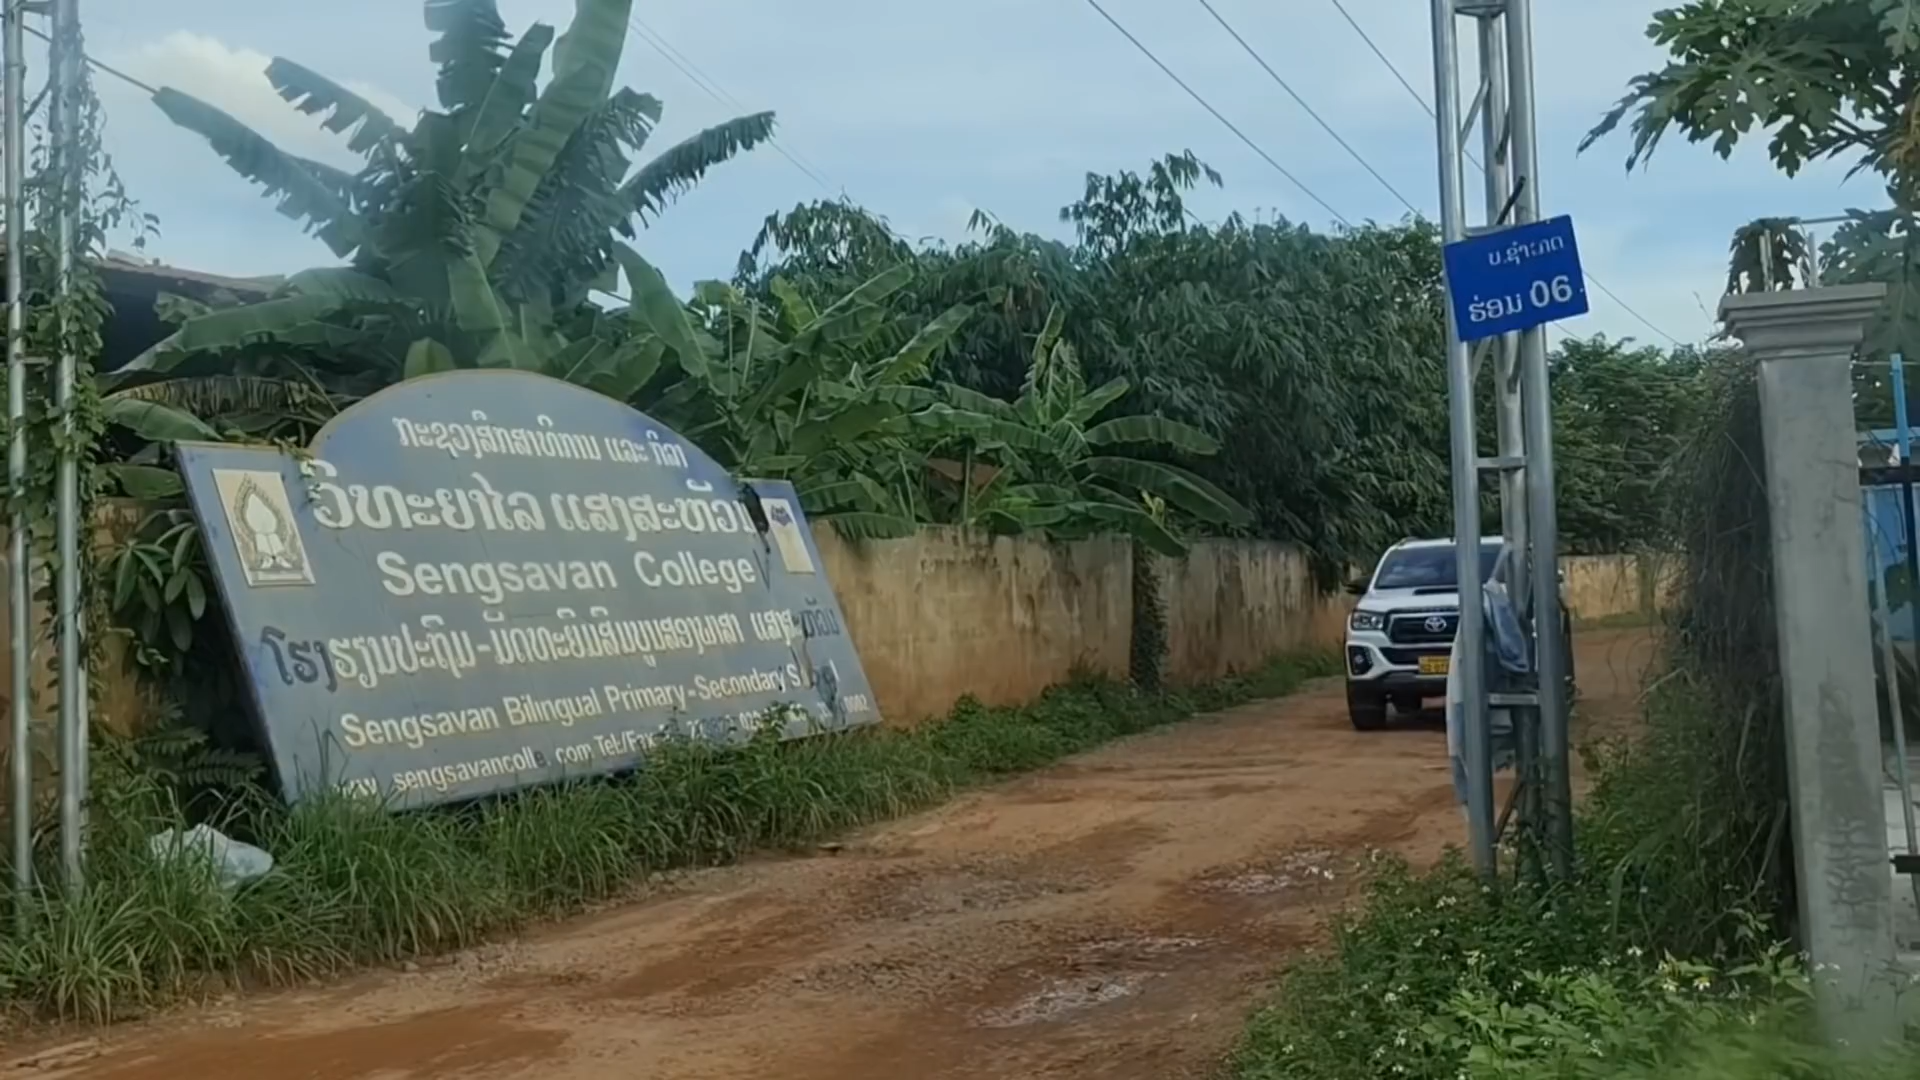 ກະຊວງສຶກສາທິການ ແລະ ກິລາ
ວິທະຍາໄລ ແສງສະຫວັນ
Sengsavan College
ໂຮງຮຽນປະຖົມ-ມັດທະຍົມສົມບູນສອງພາສາ ແສງສະຫວັນ
Sengsavan Bilingual Primary-Secondary
sengsavancolle. com Tel:/Fax
ບ.ຊຳເກດ
ຮ່ອມ 06